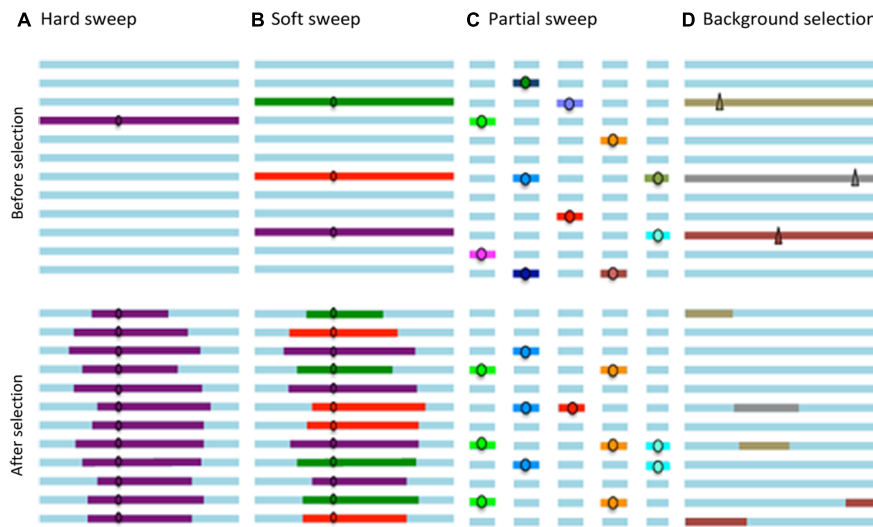 A Hard sweep
B Soft sweep
C Partial sweep
D Background selection
Before selection
After selection